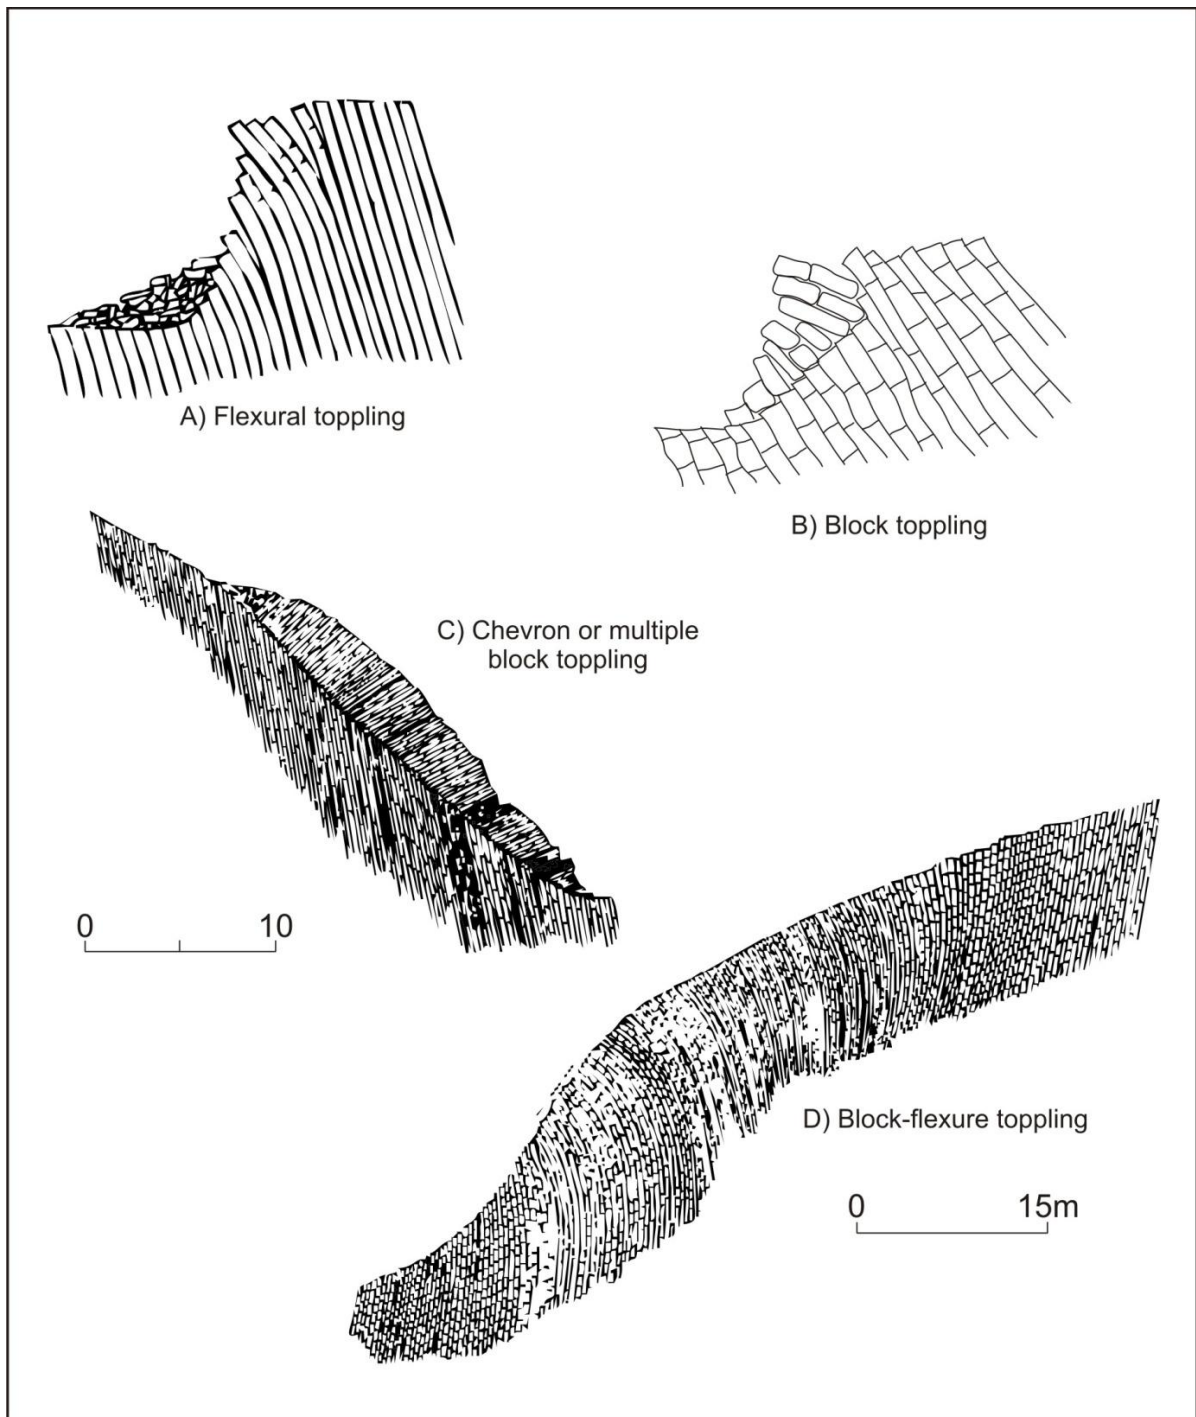 A) Flexural toppling
B) Block toppling
C) Chevron or multiple
block toppling
0 10
D) Block-flexure toppling
0 15m